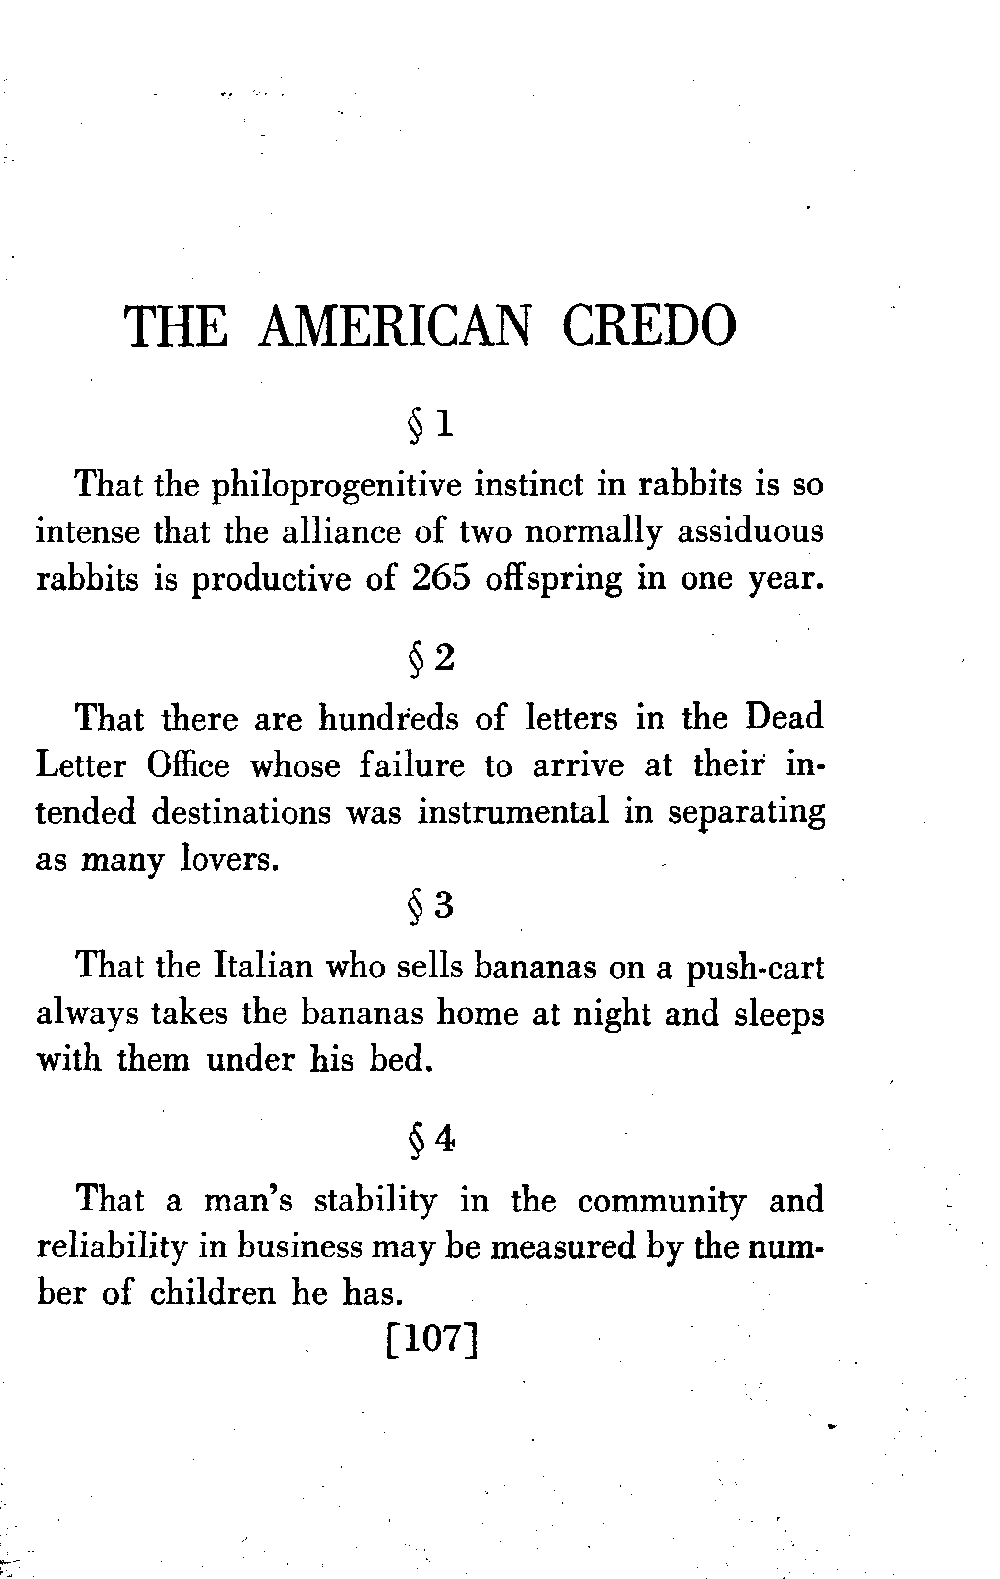 THE AMERICAN CREDO
§ 1
That the philoprogenitive instinct in rabbits is so
intense that the alliance of two normally assiduous
rabbits is productive of 265 offspring in one year.
§ 2
That there are hundreds of letters in the Dead
Letter Office whose failure to arrive at their in-
tended destinations was instrumental in separating
as many lovers.
§ 3
That the Italian who sells bananas on a push-cart
always takes the bananas home at night and sleeps
with them under his bed.
§ 4
That a man's stability in the community and
reliability in business may be measured by the num-
ber of children he has.
[107]